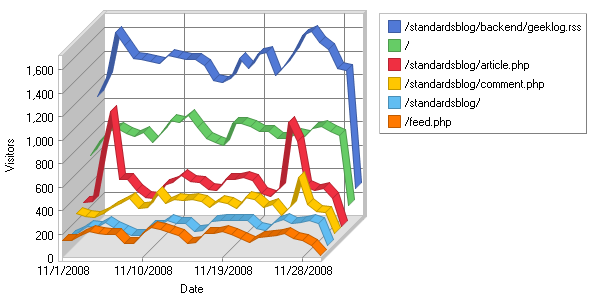 /standardsblog/backend/geeklog.rss
/
/standardsblog/article.php
/standardsblog/comment.php
/standardsblog/
/feed.php
Visitors
1,600
1,400
1,200
1,000
800
600
400
200
0
11/1/2008 11/10/2008 11/19/2008 11/28/2008
Date